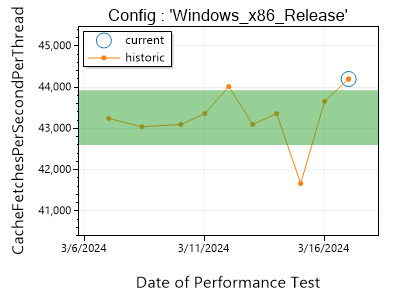 Config : 'Windows_x86_Release'
current
historic
CacheFetchesPerSecondPerThread
45,000
44,000
43,000
42,000
41,000
3/6/2024
3/11/2024
3/16/2024
Date of Performance Test